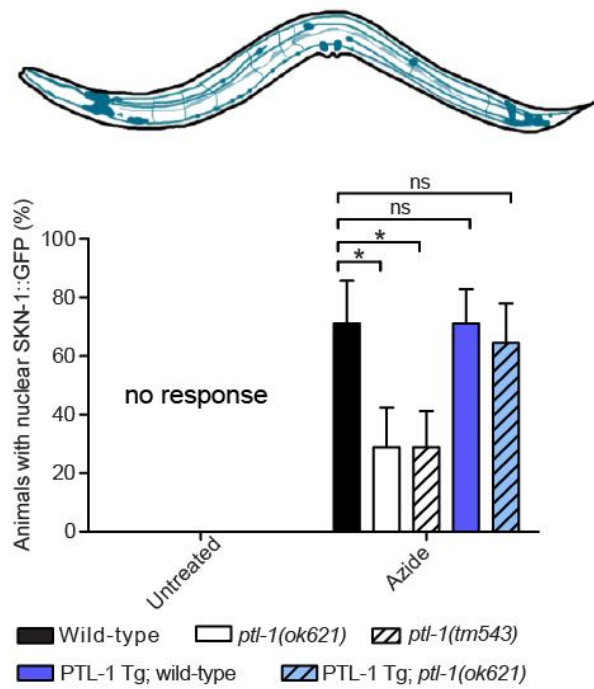 ns
ns
*
*
Animals with nuclear SKN-1::GFP (%)
100
80
60
40
20
0
no response
Untreated
Azide
Wild-type ptl-1(ok621) ptl-1(tm543)
PTL-1 Tg; wild-type PTL-1 Tg; ptl-1(ok621)